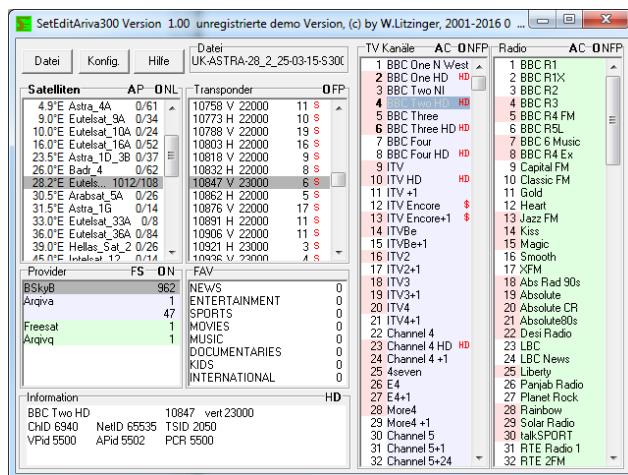 SetEditAriva300 Version 1.00 unregistrierte demo Version, (c) by W.Litzinger, 2001-2016 0 ...
Datei
Konfig.
Hilfe
Datei
UK-ASTRA-28_2_25-03-15-S300
Satelliten AP ONL
4.9°E Astra_4A 0/61
9.0°E Eutelsat_9A 0/34
10.0°E Eutelsat_10A 0/24
16.0°E Eutelsat_16A 0/52
23.5°E Astra_1D_3B 0/37
26.0°E Badr_4 0/62
28.2°E Eutels... 1012/108
30.5°E Arabsat_5A 0/26
31.5°E Astra_1G 0/14
33.0°E Eutelsat_33A 0/8
36.0°E Eutelsat_36A 0/84
39.0°E Hellas_Sat_2 0/26
45.0°E Intelsat_12 0/14
Transponder OFP
10758 V 22000 11 S
10773 H 22000 10 S
10788 V 22000 19 S
10803 H 22000 16 S
10818 V 22000 9 S
10832 H 22000 8 S
10847 V 23000 6 S
10862 H 22000 5 S
10876 V 22000 17 S
10891 H 22000 11 S
10906 V 22000 11 S
10921 H 22000 3 S
10936 V 22000 4 S
Provider FS ON
BSkyB 962
Arqiva 1
47
Freesat 1
Arqivq 1
FAV
NEWS 0
ENTERTAINMENT 0
SPORTS 0
MOVIES 0
MUSIC 0
DOCUMENTARIES 0
KIDS 0
INTERNATIONAL 0
Information HD
BBC Two HD 10847 vert 23000
ChID 6940 NetID 65535 TSID 2050
VPid 5500 APid 5502 PCR 5500
TV Kanäle AC ONFP
1 BBC One N West
2 BBC One HD HD
3 BBC Two NI
4 BBC Two HD HD
5 BBC Three
6 BBC Three HD HD
7 BBC Four
8 BBC Four HD HD
9 ITV
10 ITV HD HD
11 ITV +1
12 ITV Encore $
13 ITV Encore+1 $
14 ITVBe
15 ITVBe+1
16 ITV2
17 ITV2+1
18 ITV3
19 ITV3+1
20 ITV4
21 ITV4+1
22 Channel 4
23 Channel 4 HD HD
24 Channel 4 +1
25 4seven
26 E4
27 E4+1
28 More4
29 More4 +1
30 Channel 5
31 Channel 5+1
32 Channel 5+24
Radio AC ONFP
1 BBC R1
2 BBC R1X
3 BBC R2
4 BBC R3
5 BBC R4 FM
6 BBC R5L
7 BBC 6 Music
8 BBC R4 Ex
9 Capital FM
10 Classic FM
11 Gold
12 Heart
13 Jazz FM
14 Kiss
15 Magic
16 Smooth
17 XFM
18 Abs Rad 90s
19 Absolute
20 Absolute CR
21 Absolute80s
22 Desi Radio
23 LBC
24 LBC News
25 Liberty
26 Panjab Radio
27 Planet Rock
28 Rainbow
29 Solar Radio
30 talkSPORT
31 RTE Radio 1
32 RTE 2FM